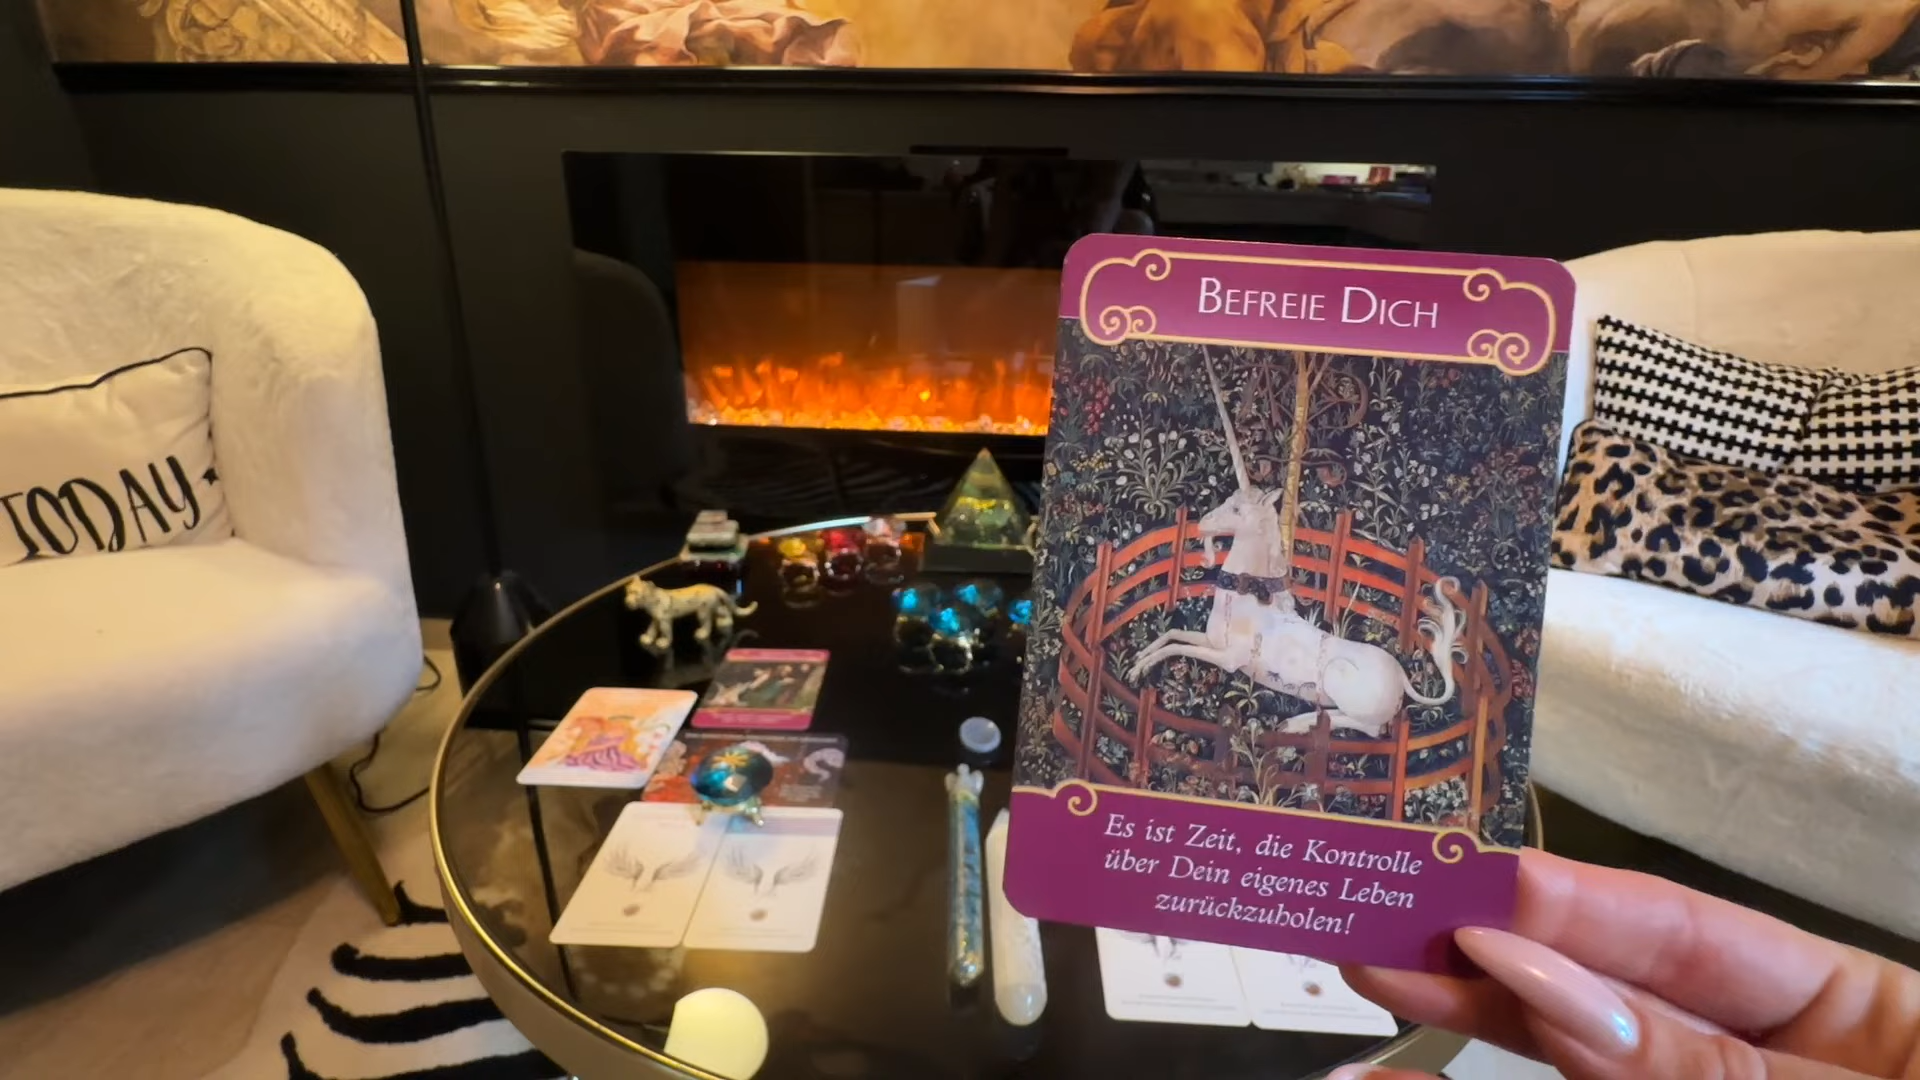 TODAY
BEFREIE DICH
Es ist Zeit, die Kontrolle
über Dein eigenes Leben
zurückzuholen!